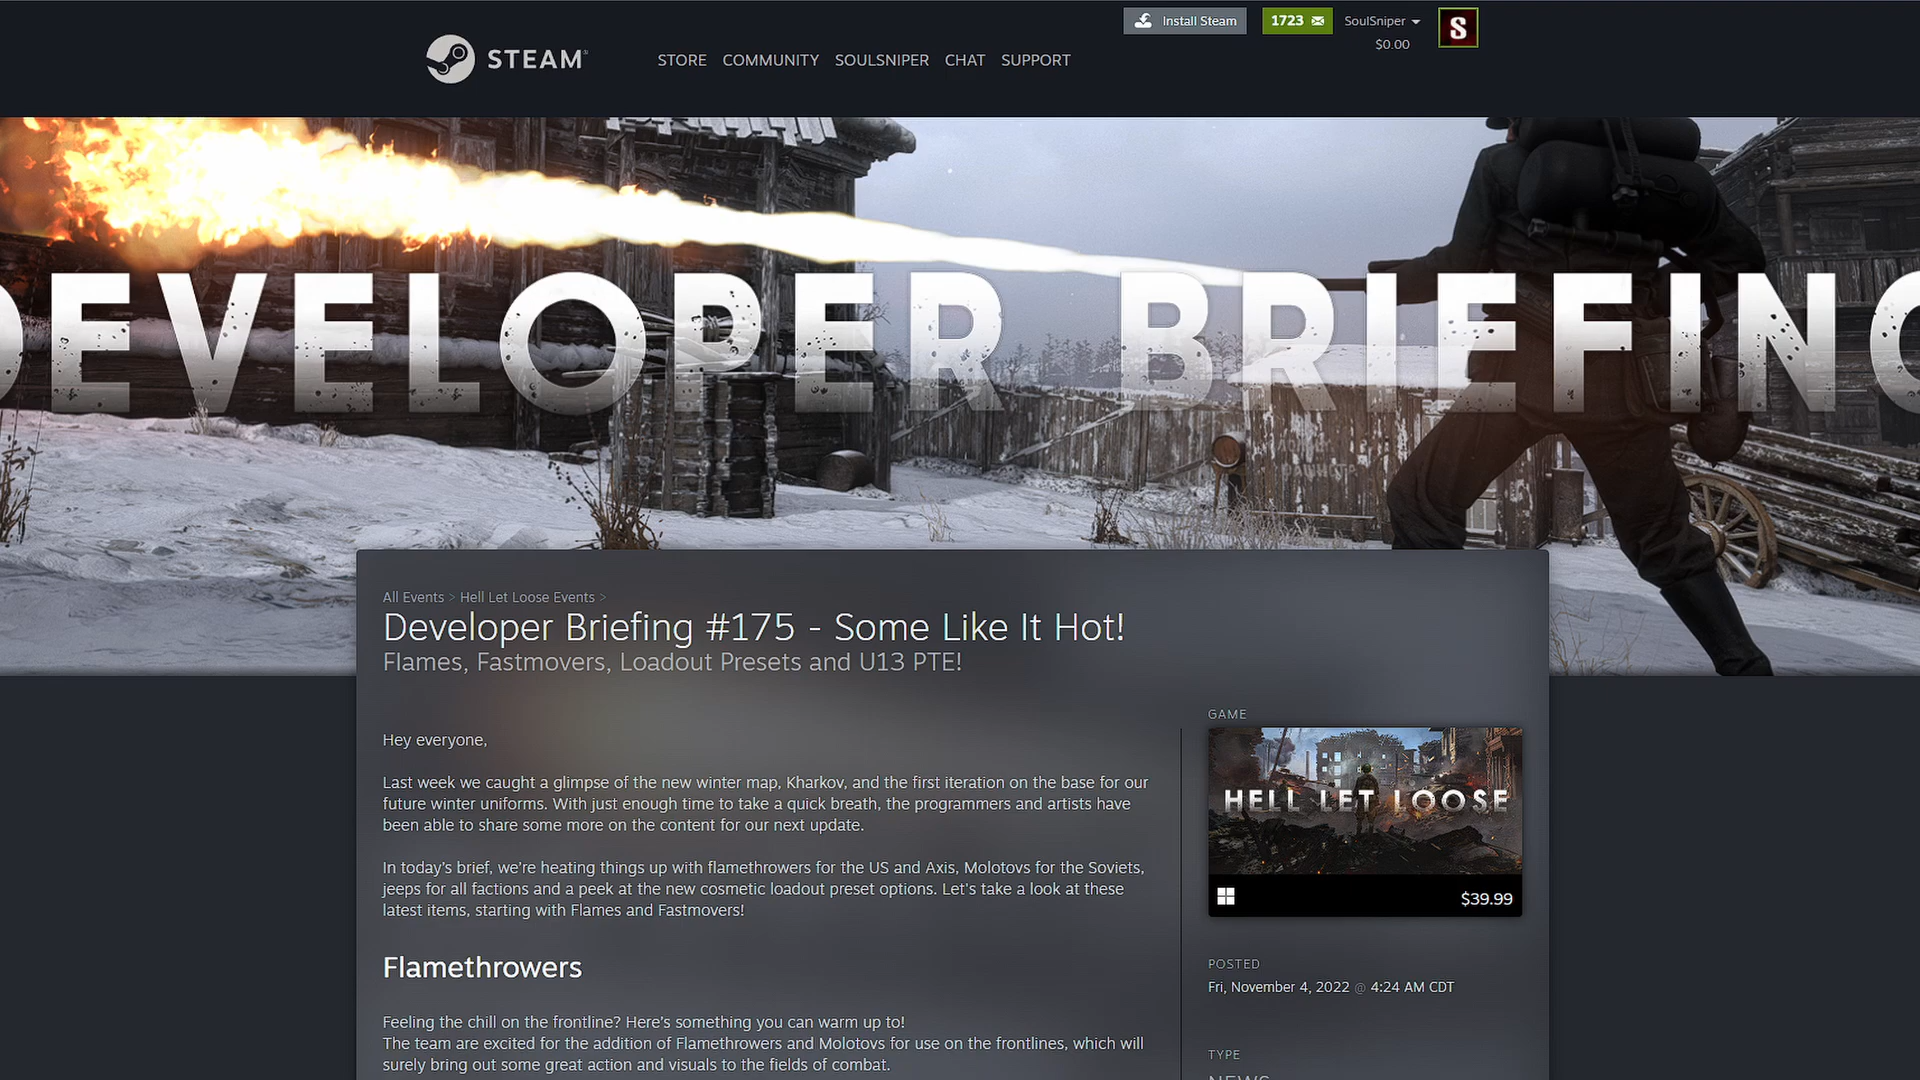 Install Steam
1723
SoulSniper
$0.00
S
STEAM
STORE COMMUNITY SOULSNIPER CHAT SUPPORT
DEVELOPER BRIEFING
All Events > Hell Let Loose Events >
Developer Briefing #175 - Some Like It Hot!
Flames, Fastmovers, Loadout Presets and U13 PTE!
Hey everyone,
Last week we caught a glimpse of the new winter map, Kharkov, and the first iteration on the base for our
future winter uniforms. With just enough time to take a quick breath, the programmers and artists have
been able to share some more on the content for our next update.
In today's brief, we're heating things up with flamethrowers for the US and Axis, Molotovs for the Soviets,
jeeps for all factions and a peek at the new cosmetic loadout preset options. Let's take a look at these
latest items, starting with Flames and Fastmovers!
Flamethrowers
Feeling the chill on the frontline? Here's something you can warm up to!
The team are excited for the addition of Flamethrowers and Molotovs for use on the frontlines, which will
surely bring out some great action and visuals to the fields of combat.
GAME
HELL LET LOOSE
$39.99
POSTED
Fri, November 4, 2022 @ 4:24 AM CDT
TYPE
NEWS